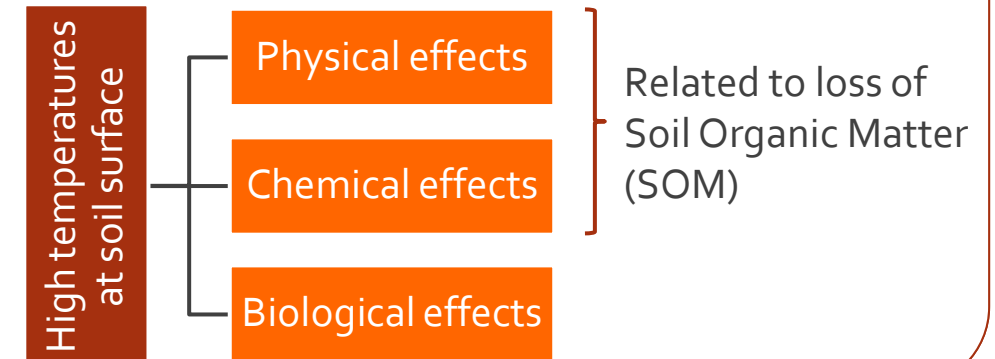 High temperatures
at soil surface
Physical effects
Chemical effects
Biological effects
Related to loss of
Soil Organic Matter
(SOM)